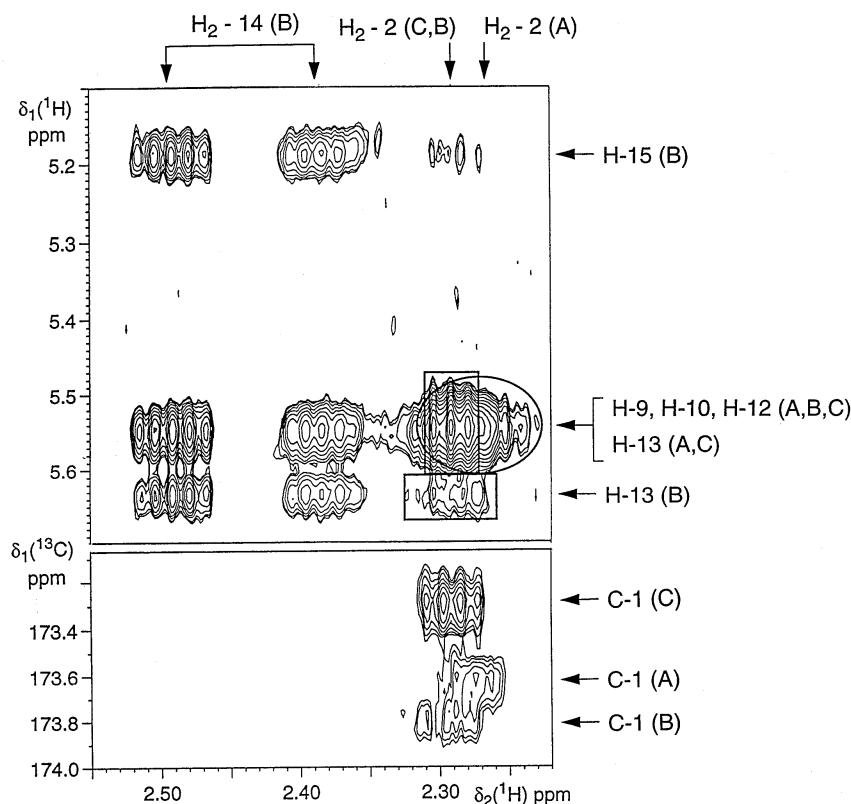 H₂ - 14 (B) H₂ - 2 (C,B) H₂ - 2 (A)
δ₁(¹H)
ppm
5.2
5.3
5.4
5.5
5.6
H-15 (B)
H-9, H-10, H-12 (A,B,C)
H-13 (A,C)
H-13 (B)
δ₁(¹³C)
ppm
173.4
173.6
173.8
174.0
C-1 (C)
C-1 (A)
C-1 (B)
2.50 2.40 2.30 δ₂(¹H) ppm